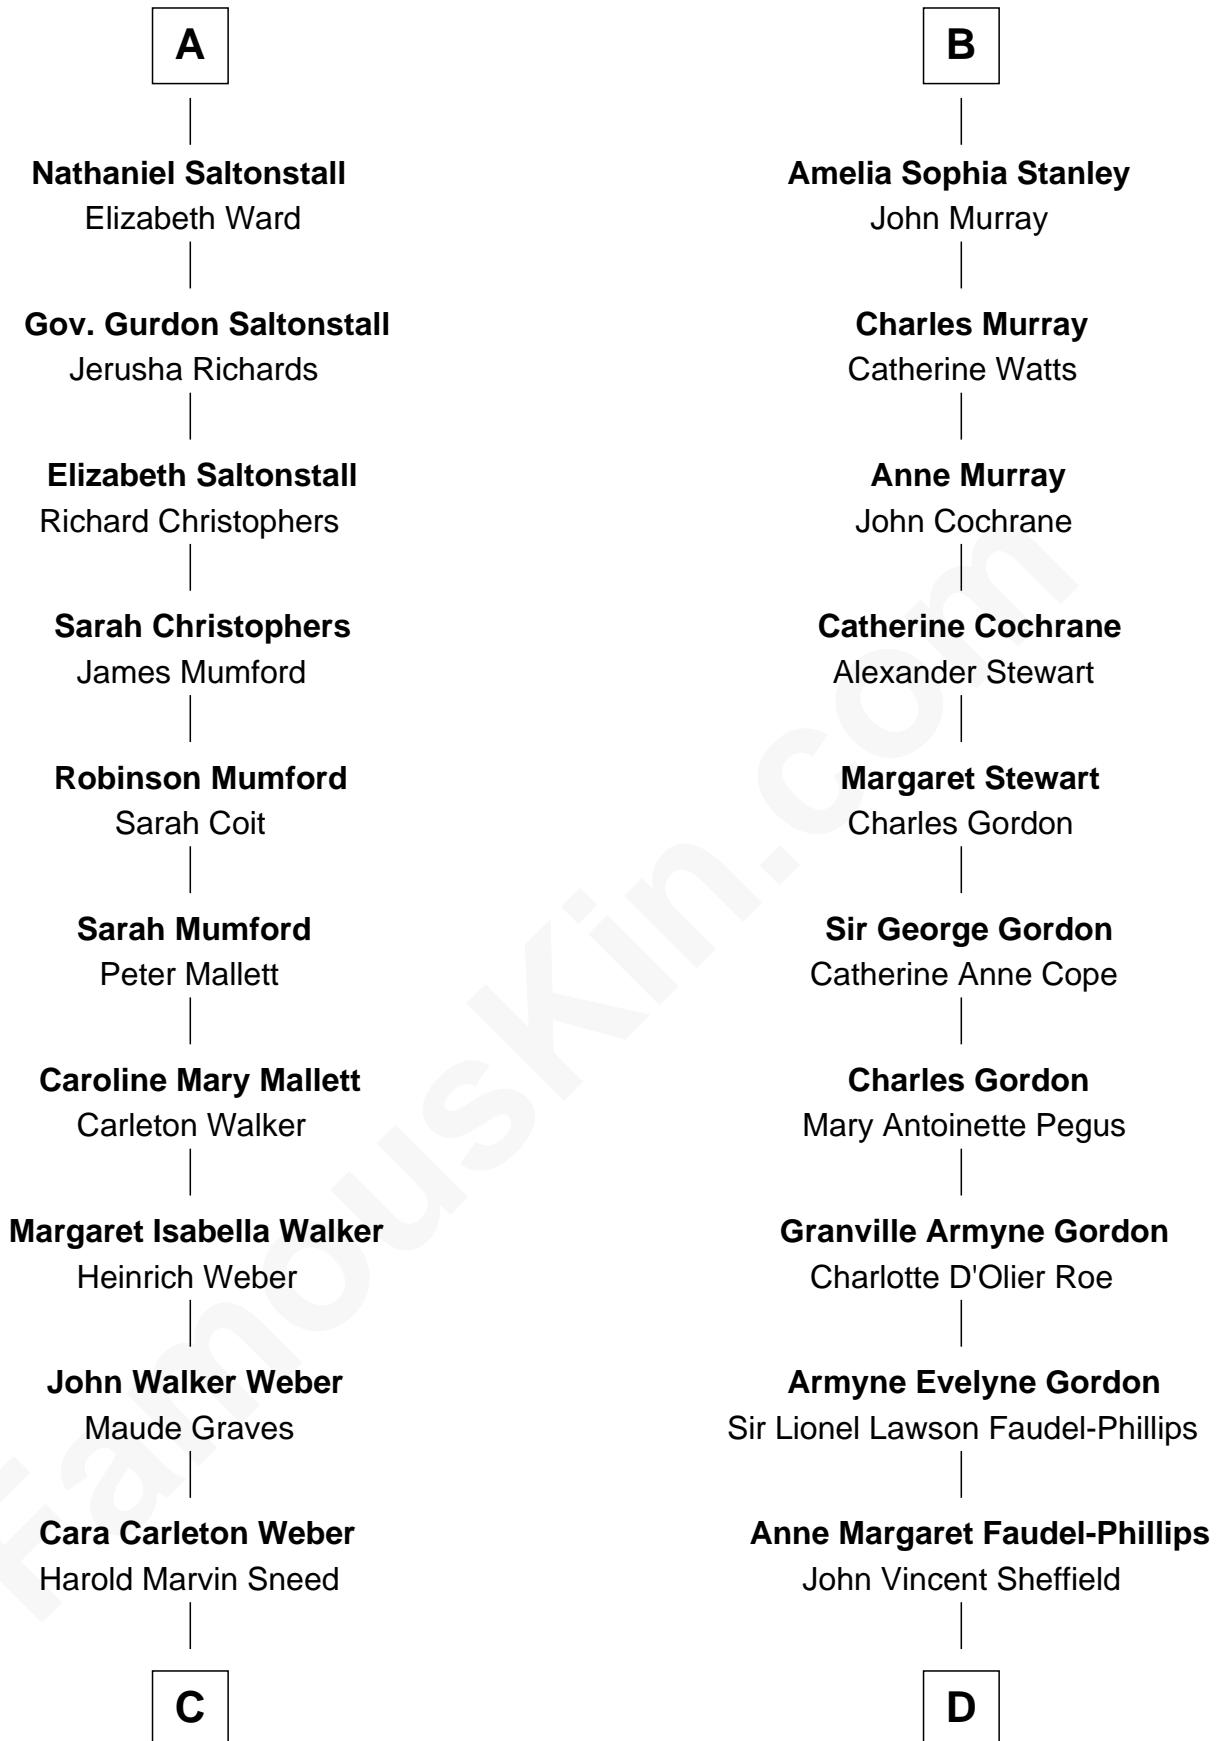 A
Nathaniel Saltonstall
Elizabeth Ward
Gov. Gurdon Saltonstall
Jerusha Richards
Elizabeth Saltonstall
Richard Christophers
Sarah Christophers
James Mumford
Robinson Mumford
Sarah Coit
Sarah Mumford
Peter Mallett
Caroline Mary Mallett
Carleton Walker
Margaret Isabella Walker
Heinrich Weber
John Walker Weber
Maude Graves
Cara Carleton Weber
Harold Marvin Sneed
C
B
Amelia Sophia Stanley
John Murray
Charles Murray
Catherine Watts
Anne Murray
John Cochrane
Catherine Cochrane
Alexander Stewart
Margaret Stewart
Charles Gordon
Sir George Gordon
Catherine Anne Cope
Charles Gordon
Mary Antoinette Pegus
Granville Armyne Gordon
Charlotte D'Olier Roe
Armyne Evelyne Gordon
Sir Lionel Lawson Faudel-Phillips
Anne Margaret Faudel-Phillips
John Vincent Sheffield
D
FamousKin.com